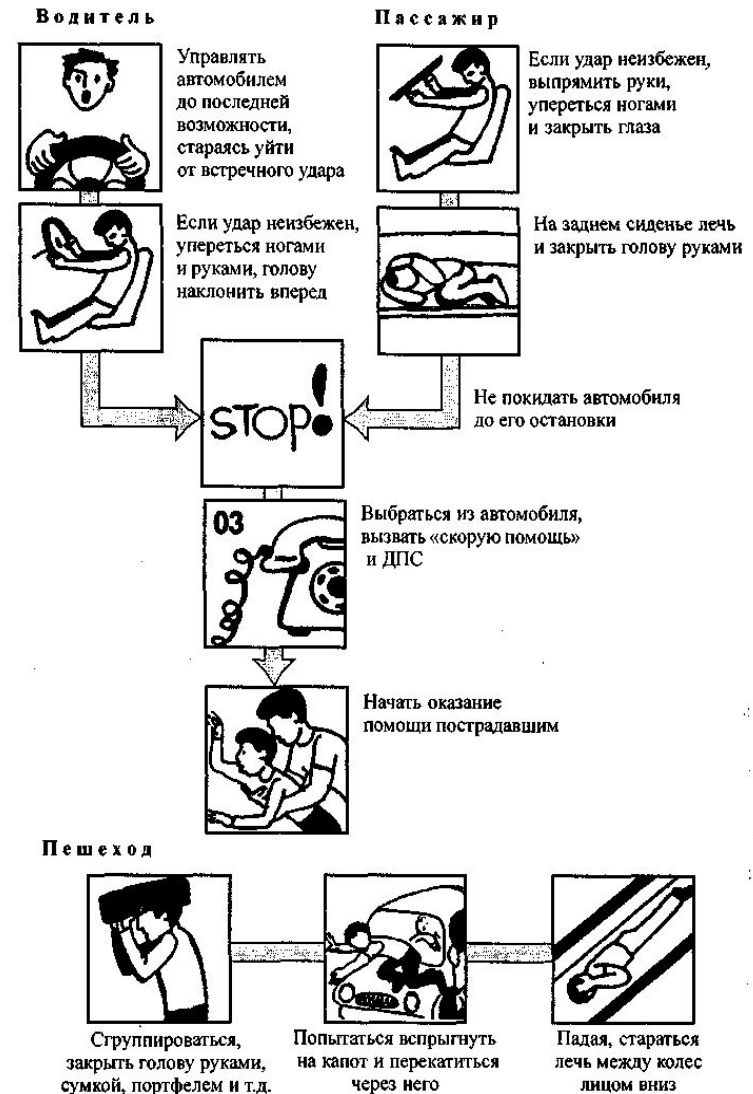 Водитель
Управлять
автомобилем
до последней
возможности,
стараясь уйти
от встречного удара
Если удар неизбежен,
упереться ногами
и руками, голову
наклонить вперед
Пассажир
Если удар неизбежен,
выпрямить руки,
упереться ногами
и закрыть глаза
На заднем сиденье лечь
и закрыть голову руками
STOP!
Не покидать автомобиля
до его остановки
03
Выбраться из автомобиля,
вызвать «скорую помощь»
и ДПС
Начать оказание
помощи пострадавшим
Пешеход
Сгруппироваться,
закрыть голову руками,
сумкой, портфелем и т.д.
Попытаться вспрыгнуть
на капот и перекатиться
через него
Падая, стараться
лечь между колес
лицом вниз